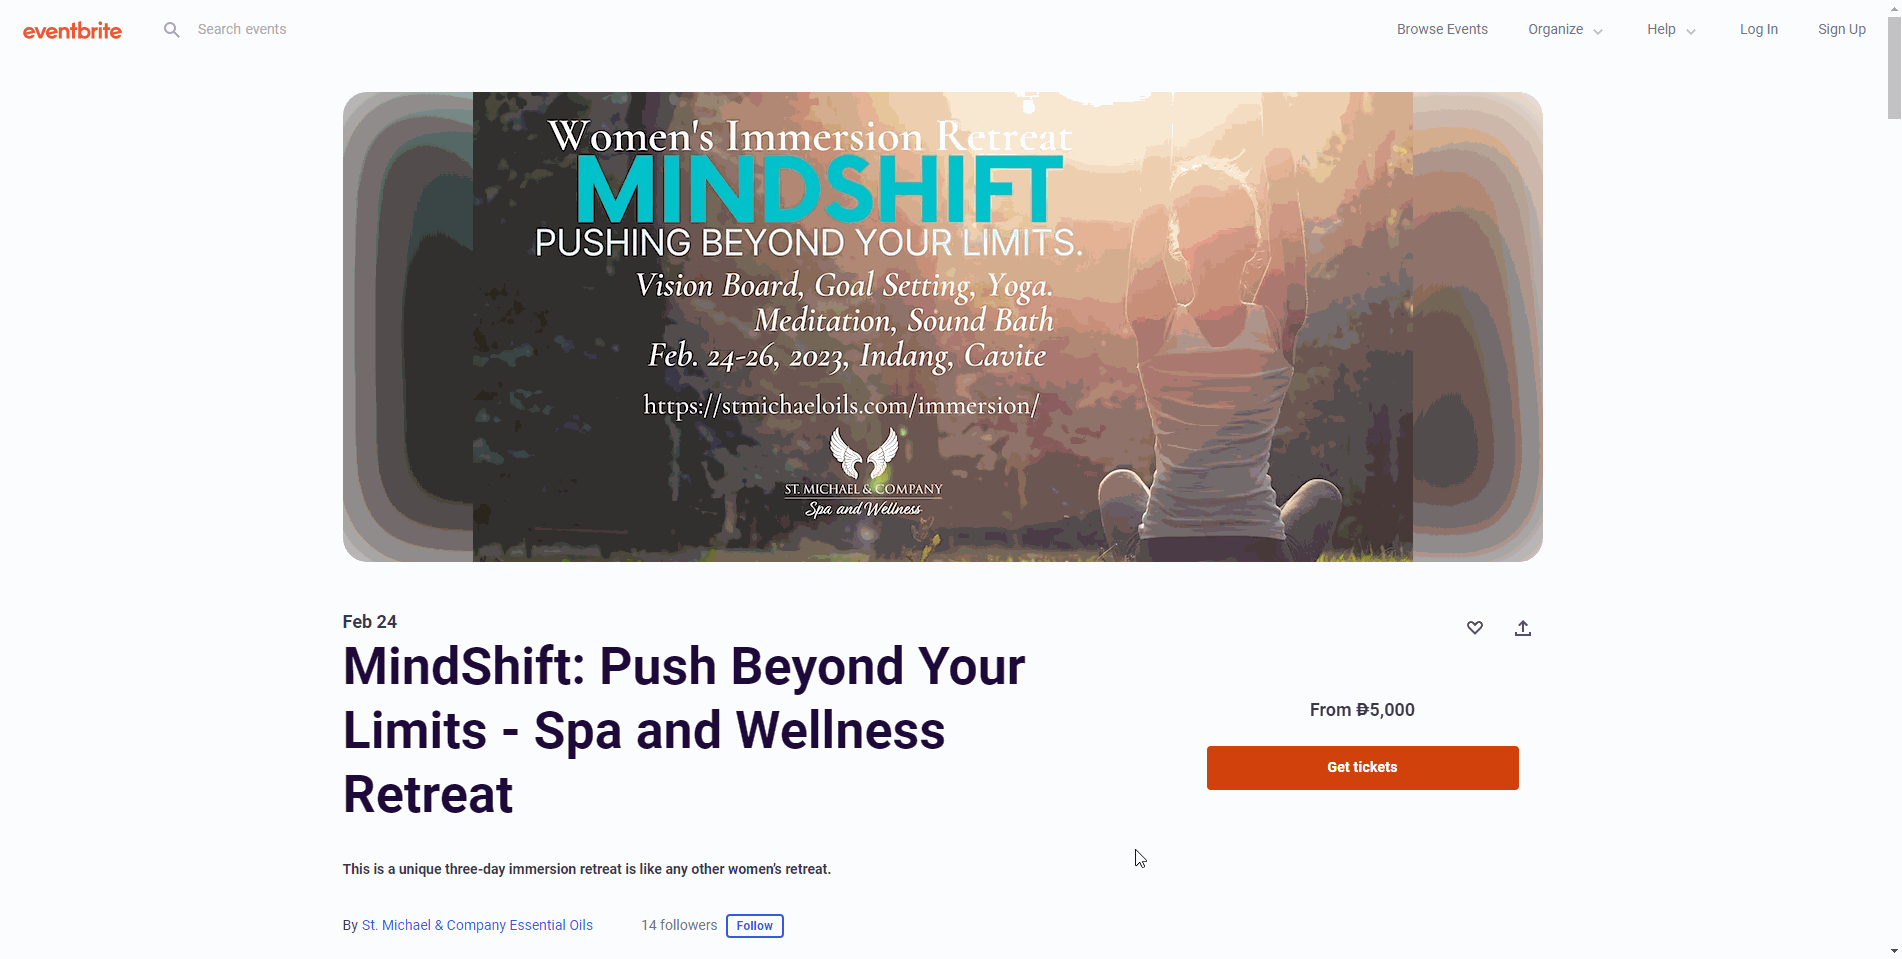 eventbrite
Search events
Browse Events
Organize
Help
Log In
Sign Up
Women's Immersion Retreat
MINDSHIFT
PUSHING BEYOND YOUR LIMITS.
Vision Board, Goal Setting, Yoga.
Meditation, Sound Bath
Feb. 24-26, 2023, Indang, Cavite
https://stmichaeloils.com/immersion/
ST. MICHAEL & COMPANY
Spa and Wellness
Feb 24
MindShift: Push Beyond Your
Limits - Spa and Wellness
Retreat
From ₱5,000
Get tickets
This is a unique three-day immersion retreat is like any other women's retreat.
By St. Michael & Company Essential Oils
14 followers
Follow